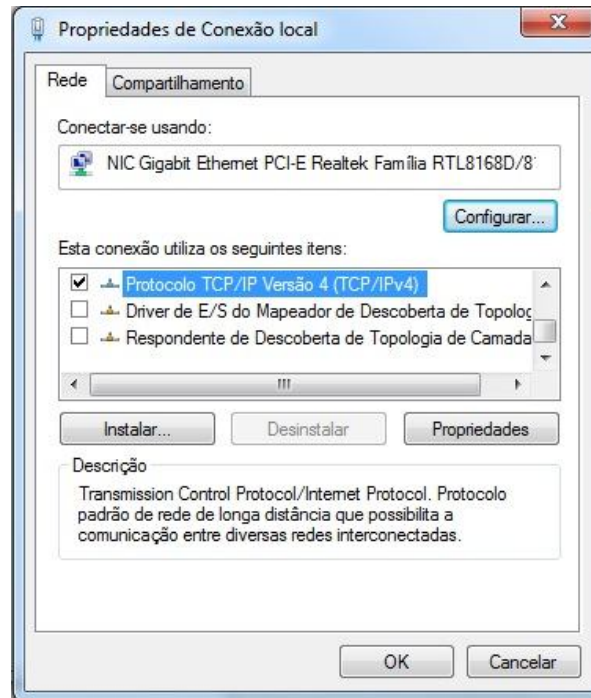 Propriedades de Conexão local
Rede
Compartilhamento
Conectar-se usando:
NIC Gigabit Ethernet PCI-E Realtek Família RTL8168D/8
Configurar...
Esta conexão utiliza os seguintes itens:
Protocolo TCP/IP Versão 4 (TCP/IPv4)
Driver de E/S do Mapeador de Descoberta de Topolog
Respondente de Descoberta de Topologia de Camada
Instalar...
Desinstalar
Propriedades
Descrição
Transmission Control Protocol/Internet Protocol. Protocolo
padrão de rede de longa distância que possibilita a
comunicação entre diversas redes interconectadas.
OK
Cancelar